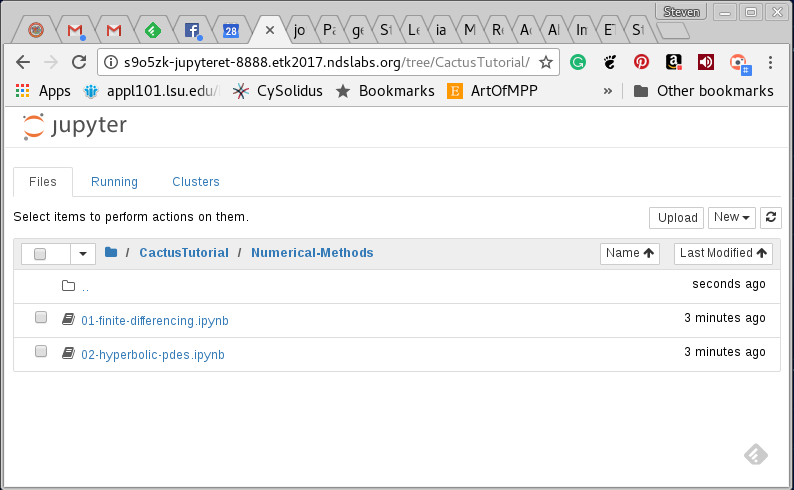 Steven
28
jo
Pa
ge
St
Le
ia
M
Re
Ac
Al
In
ET
St
s9o5zk-jupyteret-8888.etk2017.ndslabs.org/tree/CactusTutorial/
Apps
appl101.lsu.edu/
CySolidus
Bookmarks
E ArtOfMPP
»
Other bookmarks
jupyter
Files
Running
Clusters
Select items to perform actions on them.
Upload
New
/ CactusTutorial / Numerical-Methods
Name
Last Modified
..
seconds ago
01-finite-differencing.ipynb
3 minutes ago
02-hyperbolic-pdes.ipynb
3 minutes ago